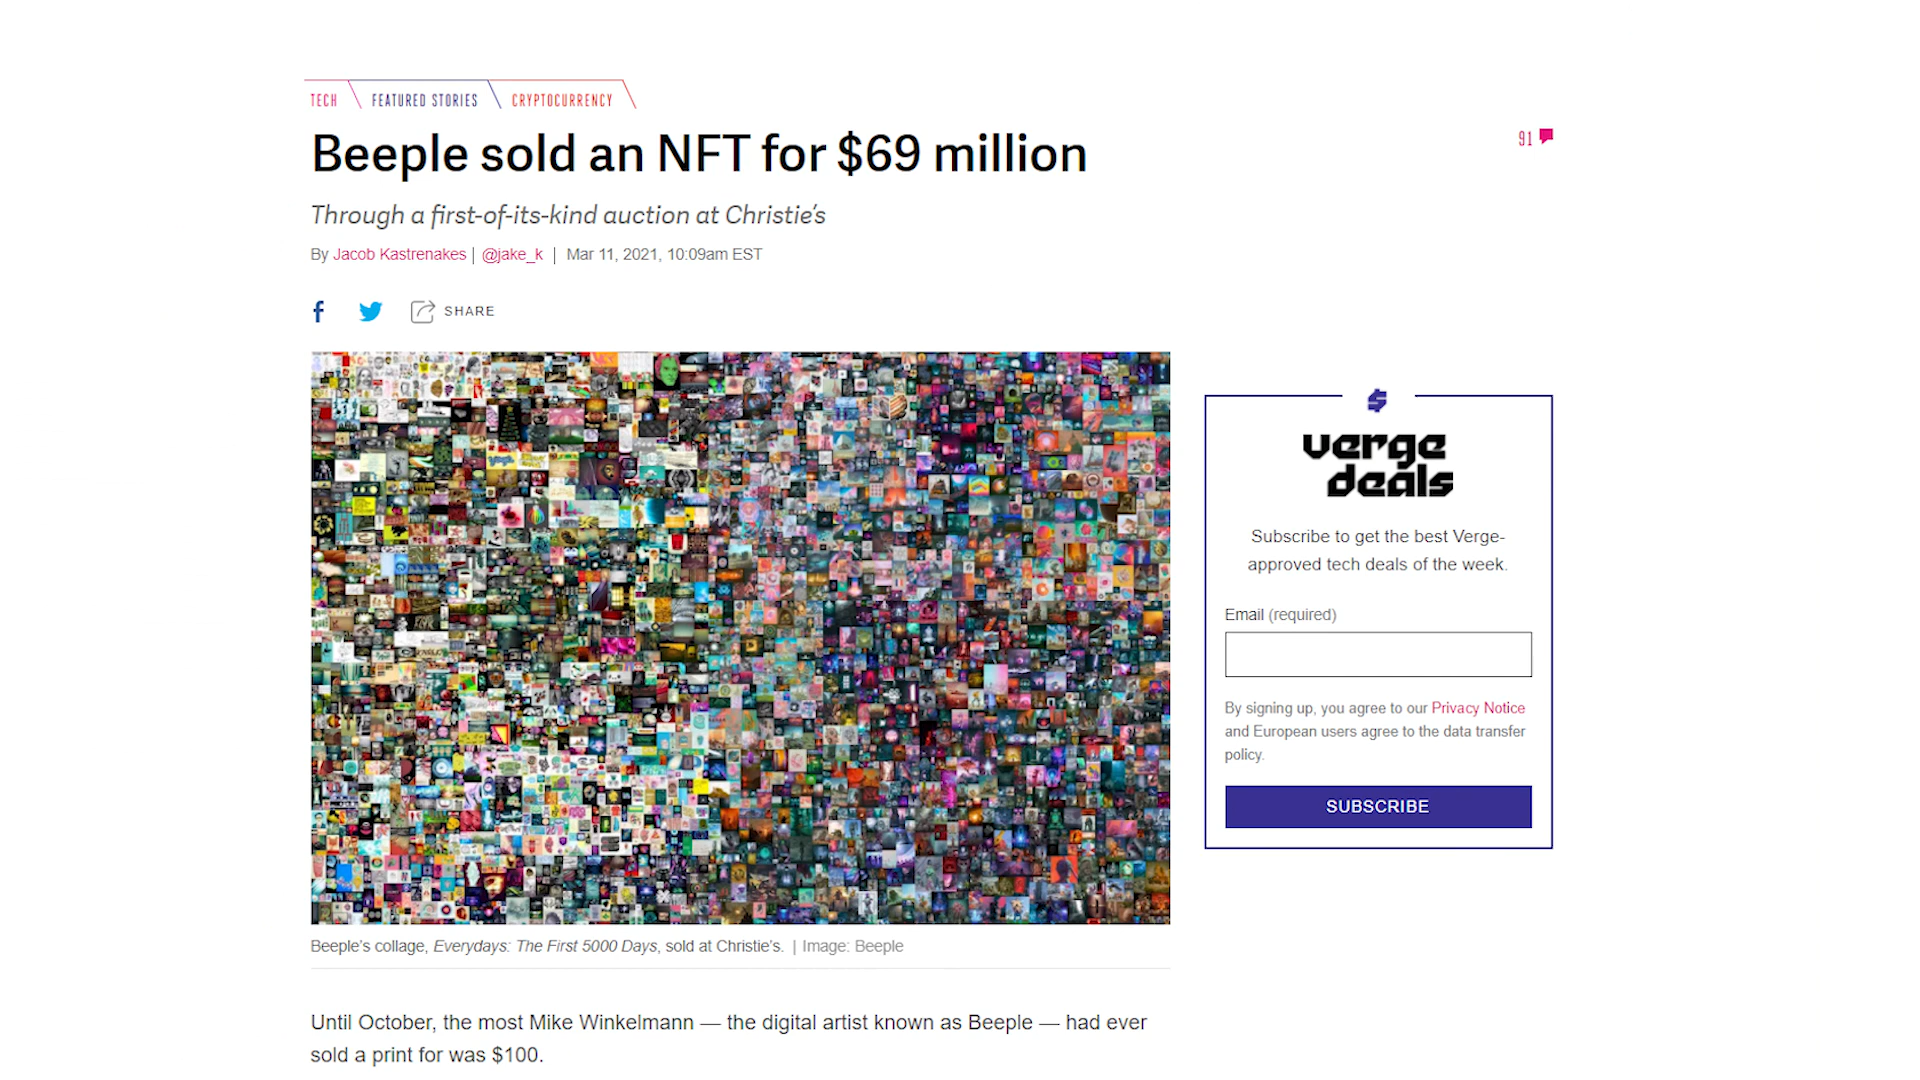 TECH FEATURED STORIES CRYPTOCURRENCY
Beeple sold an NFT for $69 million
91
Through a first-of-its-kind auction at Christie’s
By Jacob Kastrenakes | @jake_k | Mar 11, 2021, 10:09am EST
SHARE
verge
deals
Subscribe to get the best Verge-
approved tech deals of the week.
Email (required)
By signing up, you agree to our Privacy Notice
and European users agree to the data transfer
policy.
SUBSCRIBE
Beeple’s collage, Everydays: The First 5000 Days, sold at Christie’s. | Image: Beeple
Until October, the most Mike Winkelmann — the digital artist known as Beeple — had ever
sold a print for was $100.